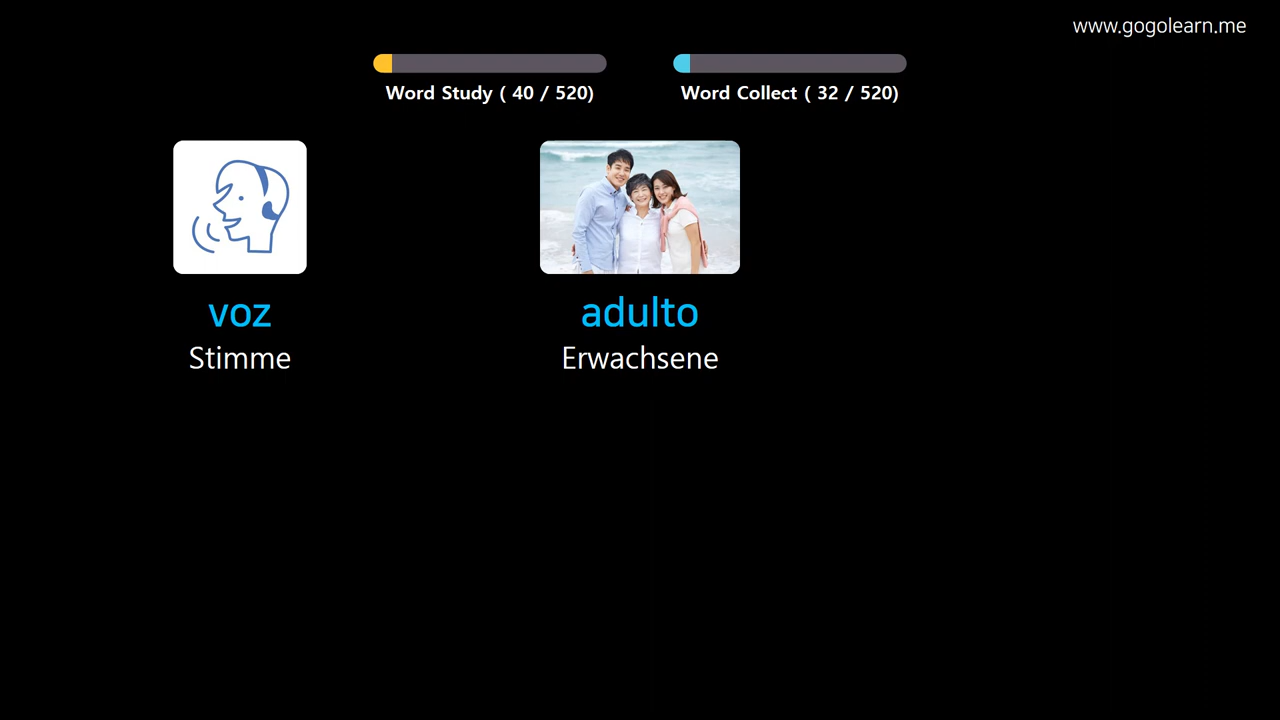 www.gogolearn.me
Word Study ( 40 / 520)
Word Collect ( 32 / 520)
voz
Stimme
adulto
Erwachsene